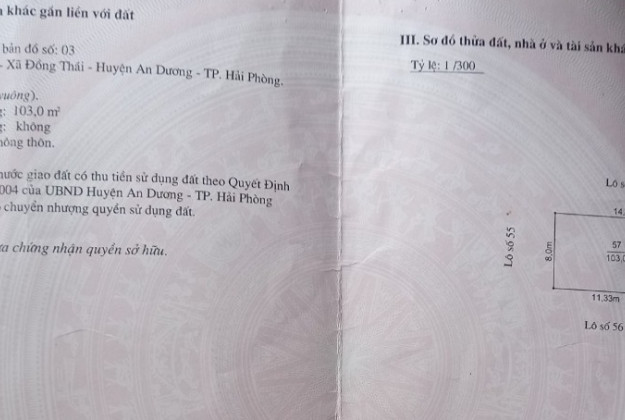 khác gắn liền với đất
bản đồ số: 03
- Xã Đồng Thái - Huyện An Dương - TP. Hải Phòng.
vuông).
: 103,0 m²
: không
nông thôn.
nước giao đất có thu tiền sử dụng đất theo Quyết Định
004 của UBND Huyện An Dương - TP. Hải Phòng
chuyển nhượng quyền sử dụng đất.
chứng nhận quyền sở hữu.
III. Sơ đồ thửa đất, nhà ở và tài sản khá
Tỷ lệ: 1 /300
Lô s
14,
Lô số 55
8,0m
57
103,0
11,33m
Lô số 56